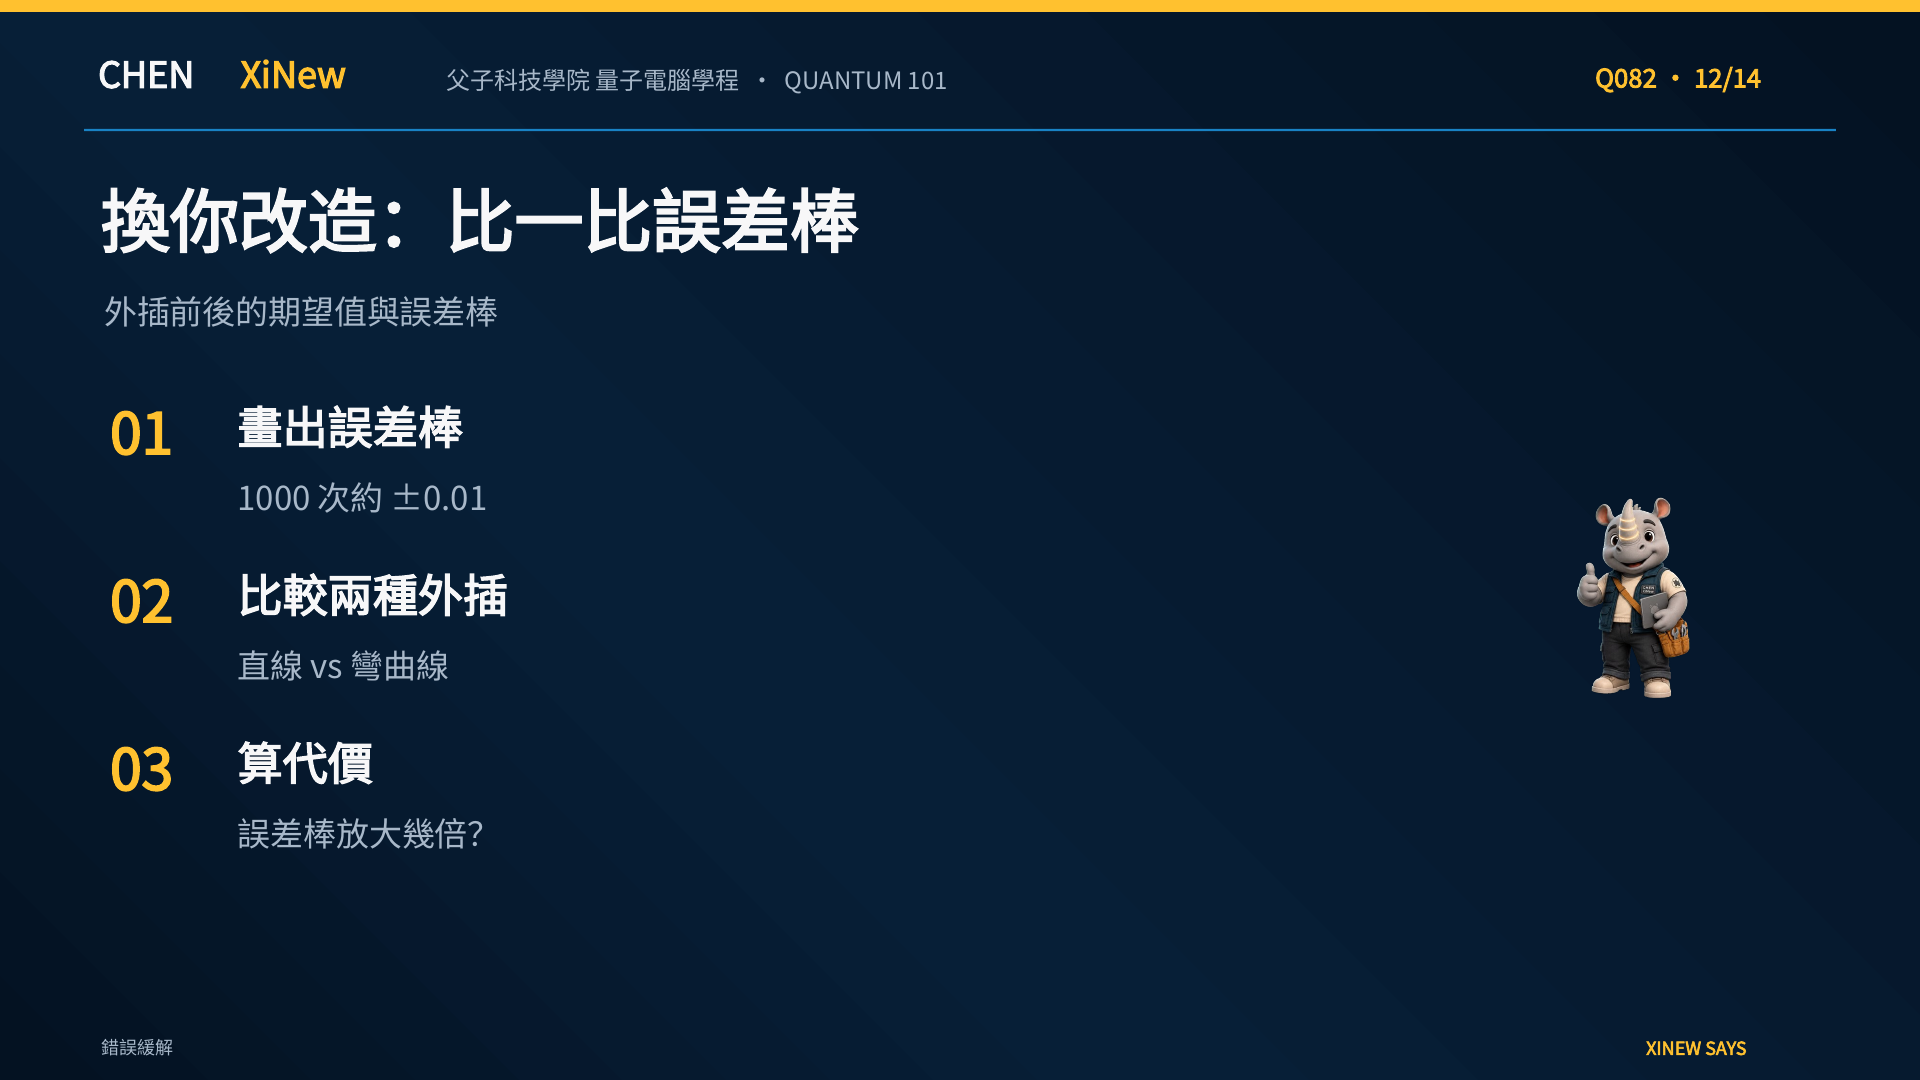 CHEN XiNew 父子科技學院 量子電腦學程 • QUANTUM 101 Q082 • 12/14
換你改造：比一比誤差棒
外插前後的期望值與誤差棒
01 畫出誤差棒
1000 次約 ±0.01
02 比較兩種外插
直線 vs 彎曲線
03 算代價
誤差棒放大幾倍？
錯誤緩解 XINEW SAYS